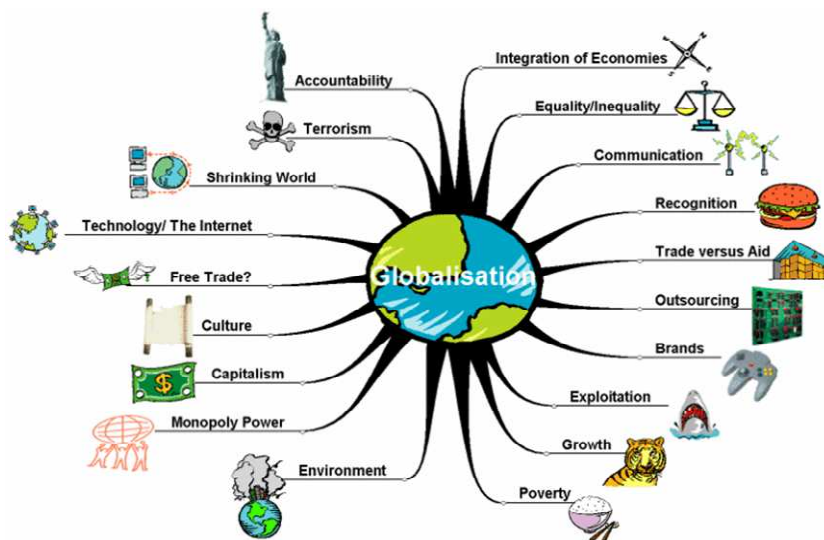 Globalisation
Integration of Economies
Equality/Inequality
Communication
Recognition
Trade versus Aid
Outsourcing
Brands
Exploitation
Growth
Poverty
Environment
Monopoly Power
Capitalism
Culture
Free Trade?
Technology/ The Internet
Shrinking World
Terrorism
Accountability